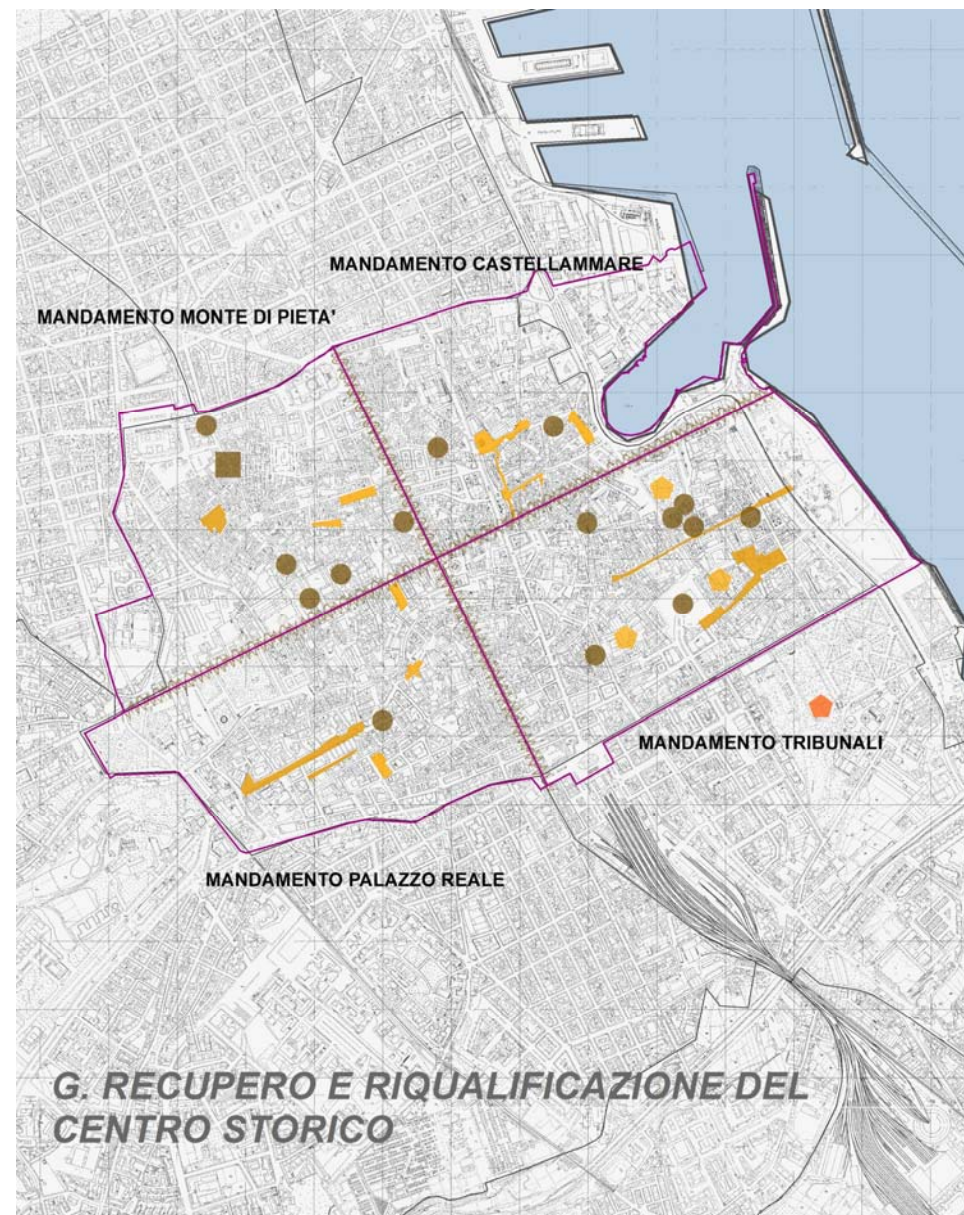 MANDAMENTO CASTELLAMMARE
MANDAMENTO MONTE DI PIETA'
MANDAMENTO TRIBUNALI
MANDAMENTO PALAZZO REALE
G. RECUPERO E RIQUALIFICAZIONE DEL
CENTRO STORICO